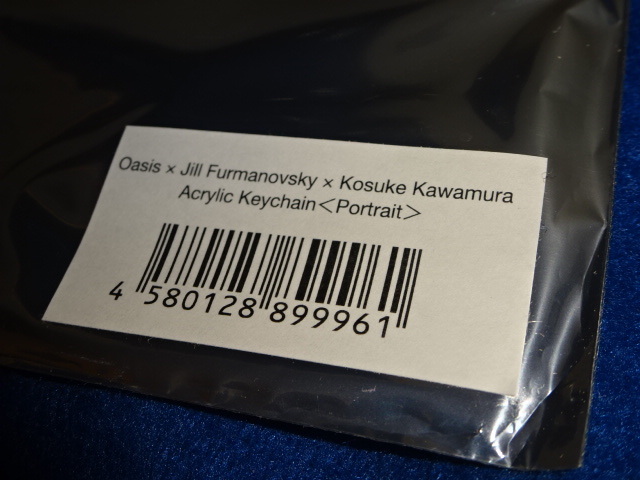 Oasis × Jill Furmanovsky × Kosuke Kawamura
Acrylic Keychain＜Portrait＞
4 580128 899961